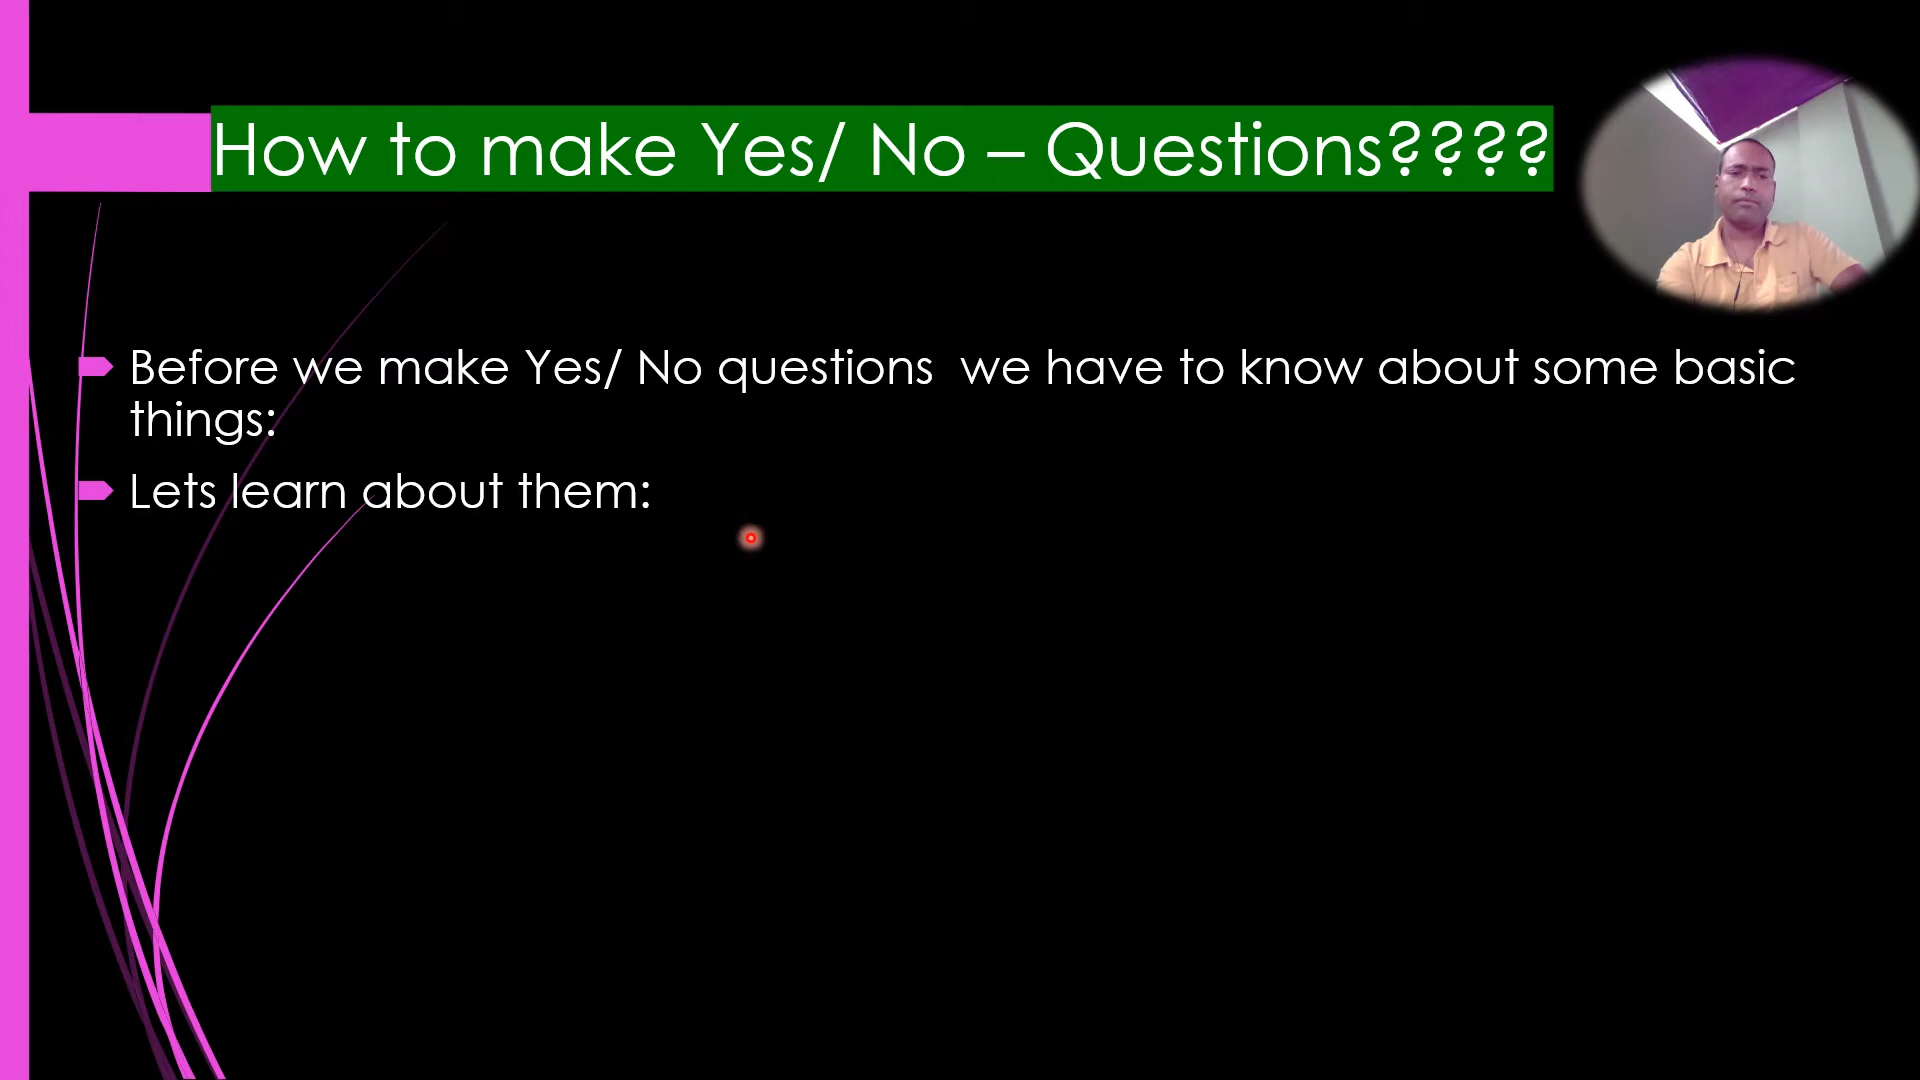 How to make Yes/ No – Questions????
Before we make Yes/ No questions  we have to know about some basic
things:
Lets learn about them: